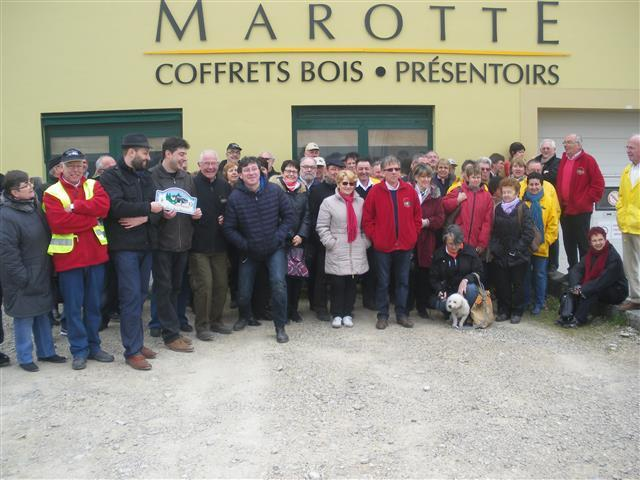 MAROTTE
COFFRETS BOIS • PRÉSENTOIRS